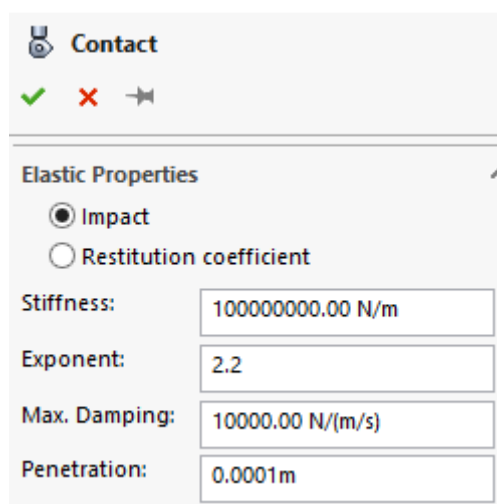 Contact
Elastic Properties
Impact
Restitution coefficient
Stiffness: 100000000.00 N/m
Exponent: 2.2
Max. Damping: 10000.00 N/(m/s)
Penetration: 0.0001m